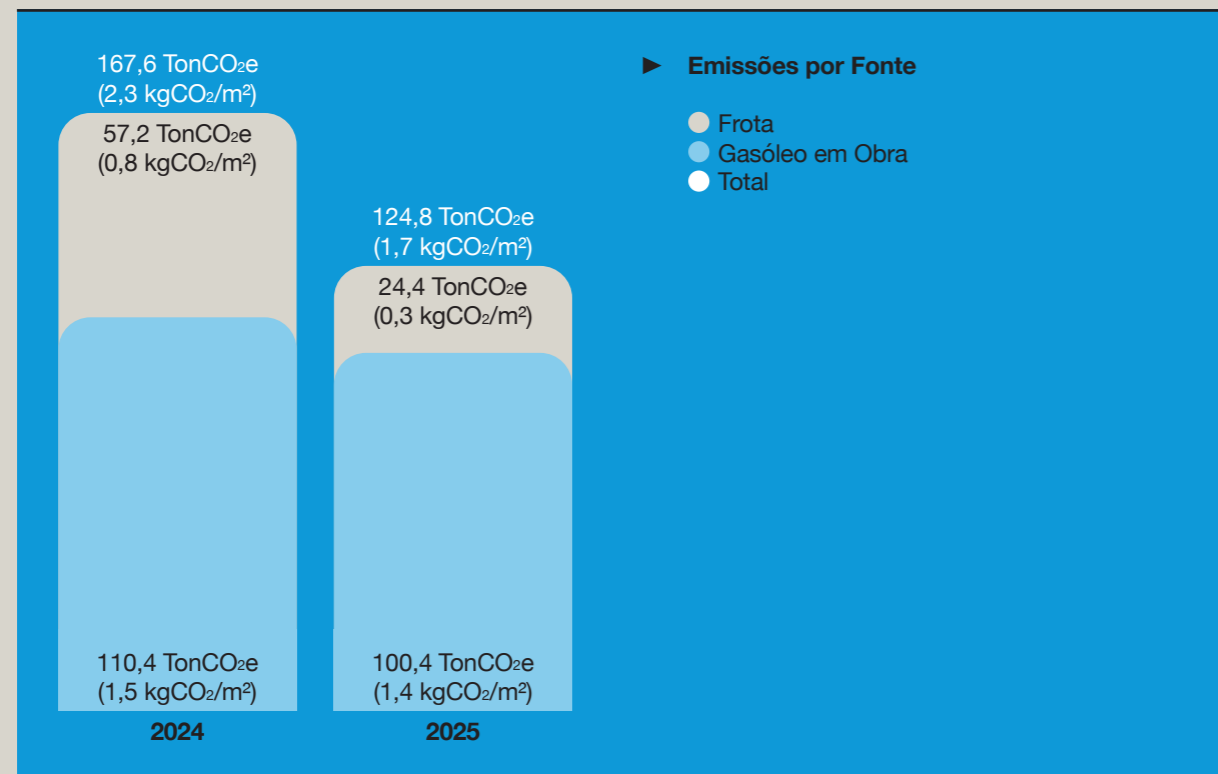 167,6 TonCO₂e
(2,3 kgCO₂/m²)
57,2 TonCO₂e
(0,8 kgCO₂/m²)
110,4 TonCO₂e
(1,5 kgCO₂/m²)
2024
124,8 TonCO₂e
(1,7 kgCO₂/m²)
24,4 TonCO₂e
(0,3 kgCO₂/m²)
100,4 TonCO₂e
(1,4 kgCO₂/m²)
2025
► Emissões por Fonte
Frota
Gasóleo em Obra
Total